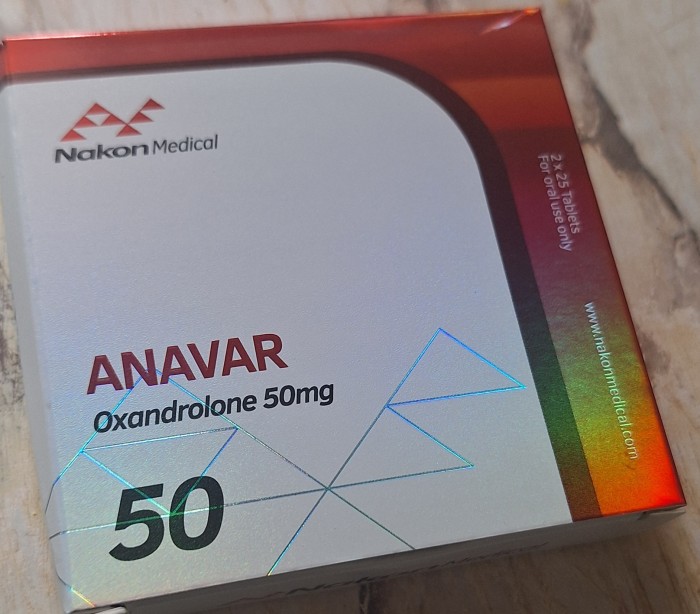 Nakon Medical
ANAVAR
Oxandrolone 50mg
50
2 x 25 Tablets
For oral use only
www.nakonmedical.com